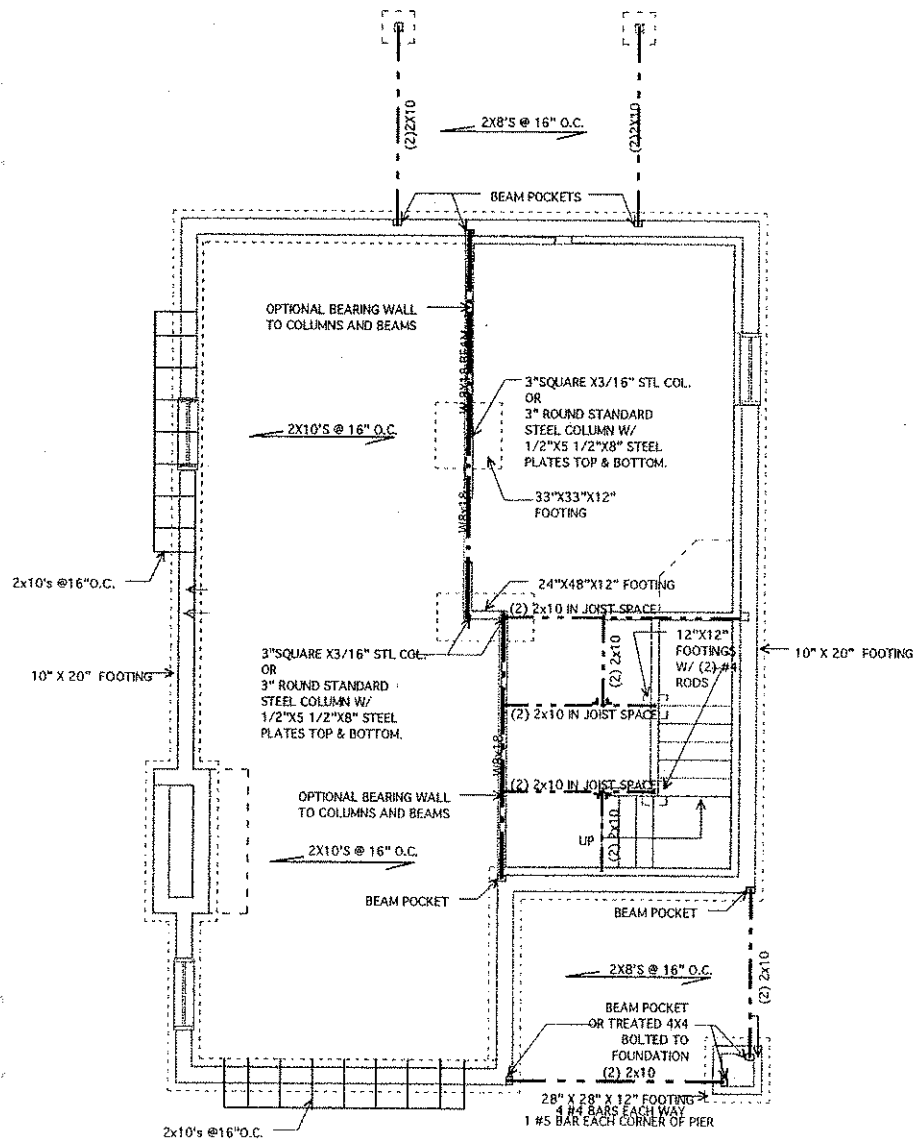 (2)2X10
2X8'S @ 16" O.C.
(2)2X10
BEAM POCKETS
OPTIONAL BEARING WALL
TO COLUMNS AND BEAMS
W 8X18 BEAM
3"SQUARE X3/16" STL COL.
OR
3" ROUND STANDARD
STEEL COLUMN W/
1/2"X5 1/2"X8" STEEL
PLATES TOP & BOTTOM.
2X10'S @ 16" O.C.
33"X33"X12"
FOOTING
W8x18
2x10's @16"O.C.
24"X48"X12" FOOTING
(2) 2x10 IN JOIST SPACE
12"X12"
FOOTINGS
W/ (2) #4
RODS
(2) 2x10
10" X 20" FOOTING
10" X 20" FOOTING
3"SQUARE X3/16" STL COL.
OR
3" ROUND STANDARD
STEEL COLUMN W/
1/2"X5 1/2"X8" STEEL
PLATES TOP & BOTTOM.
(2) 2x10 IN JOIST SPACE
W8x18
(2) 2x10 IN JOIST SPACE
OPTIONAL BEARING WALL
TO COLUMNS AND BEAMS
UP
(2) 2x10
2X10'S @ 16" O.C.
BEAM POCKET
BEAM POCKET
2X8'S @ 16" O.C.
(2) 2x10
BEAM POCKET
OR TREATED 4X4
BOLTED TO
FOUNDATION
(2) 2x10
28" X 28" X 12" FOOTING
4 #4 BARS EACH WAY
1 #5 BAR EACH CORNER OF PIER
2x10's @16"O.C.